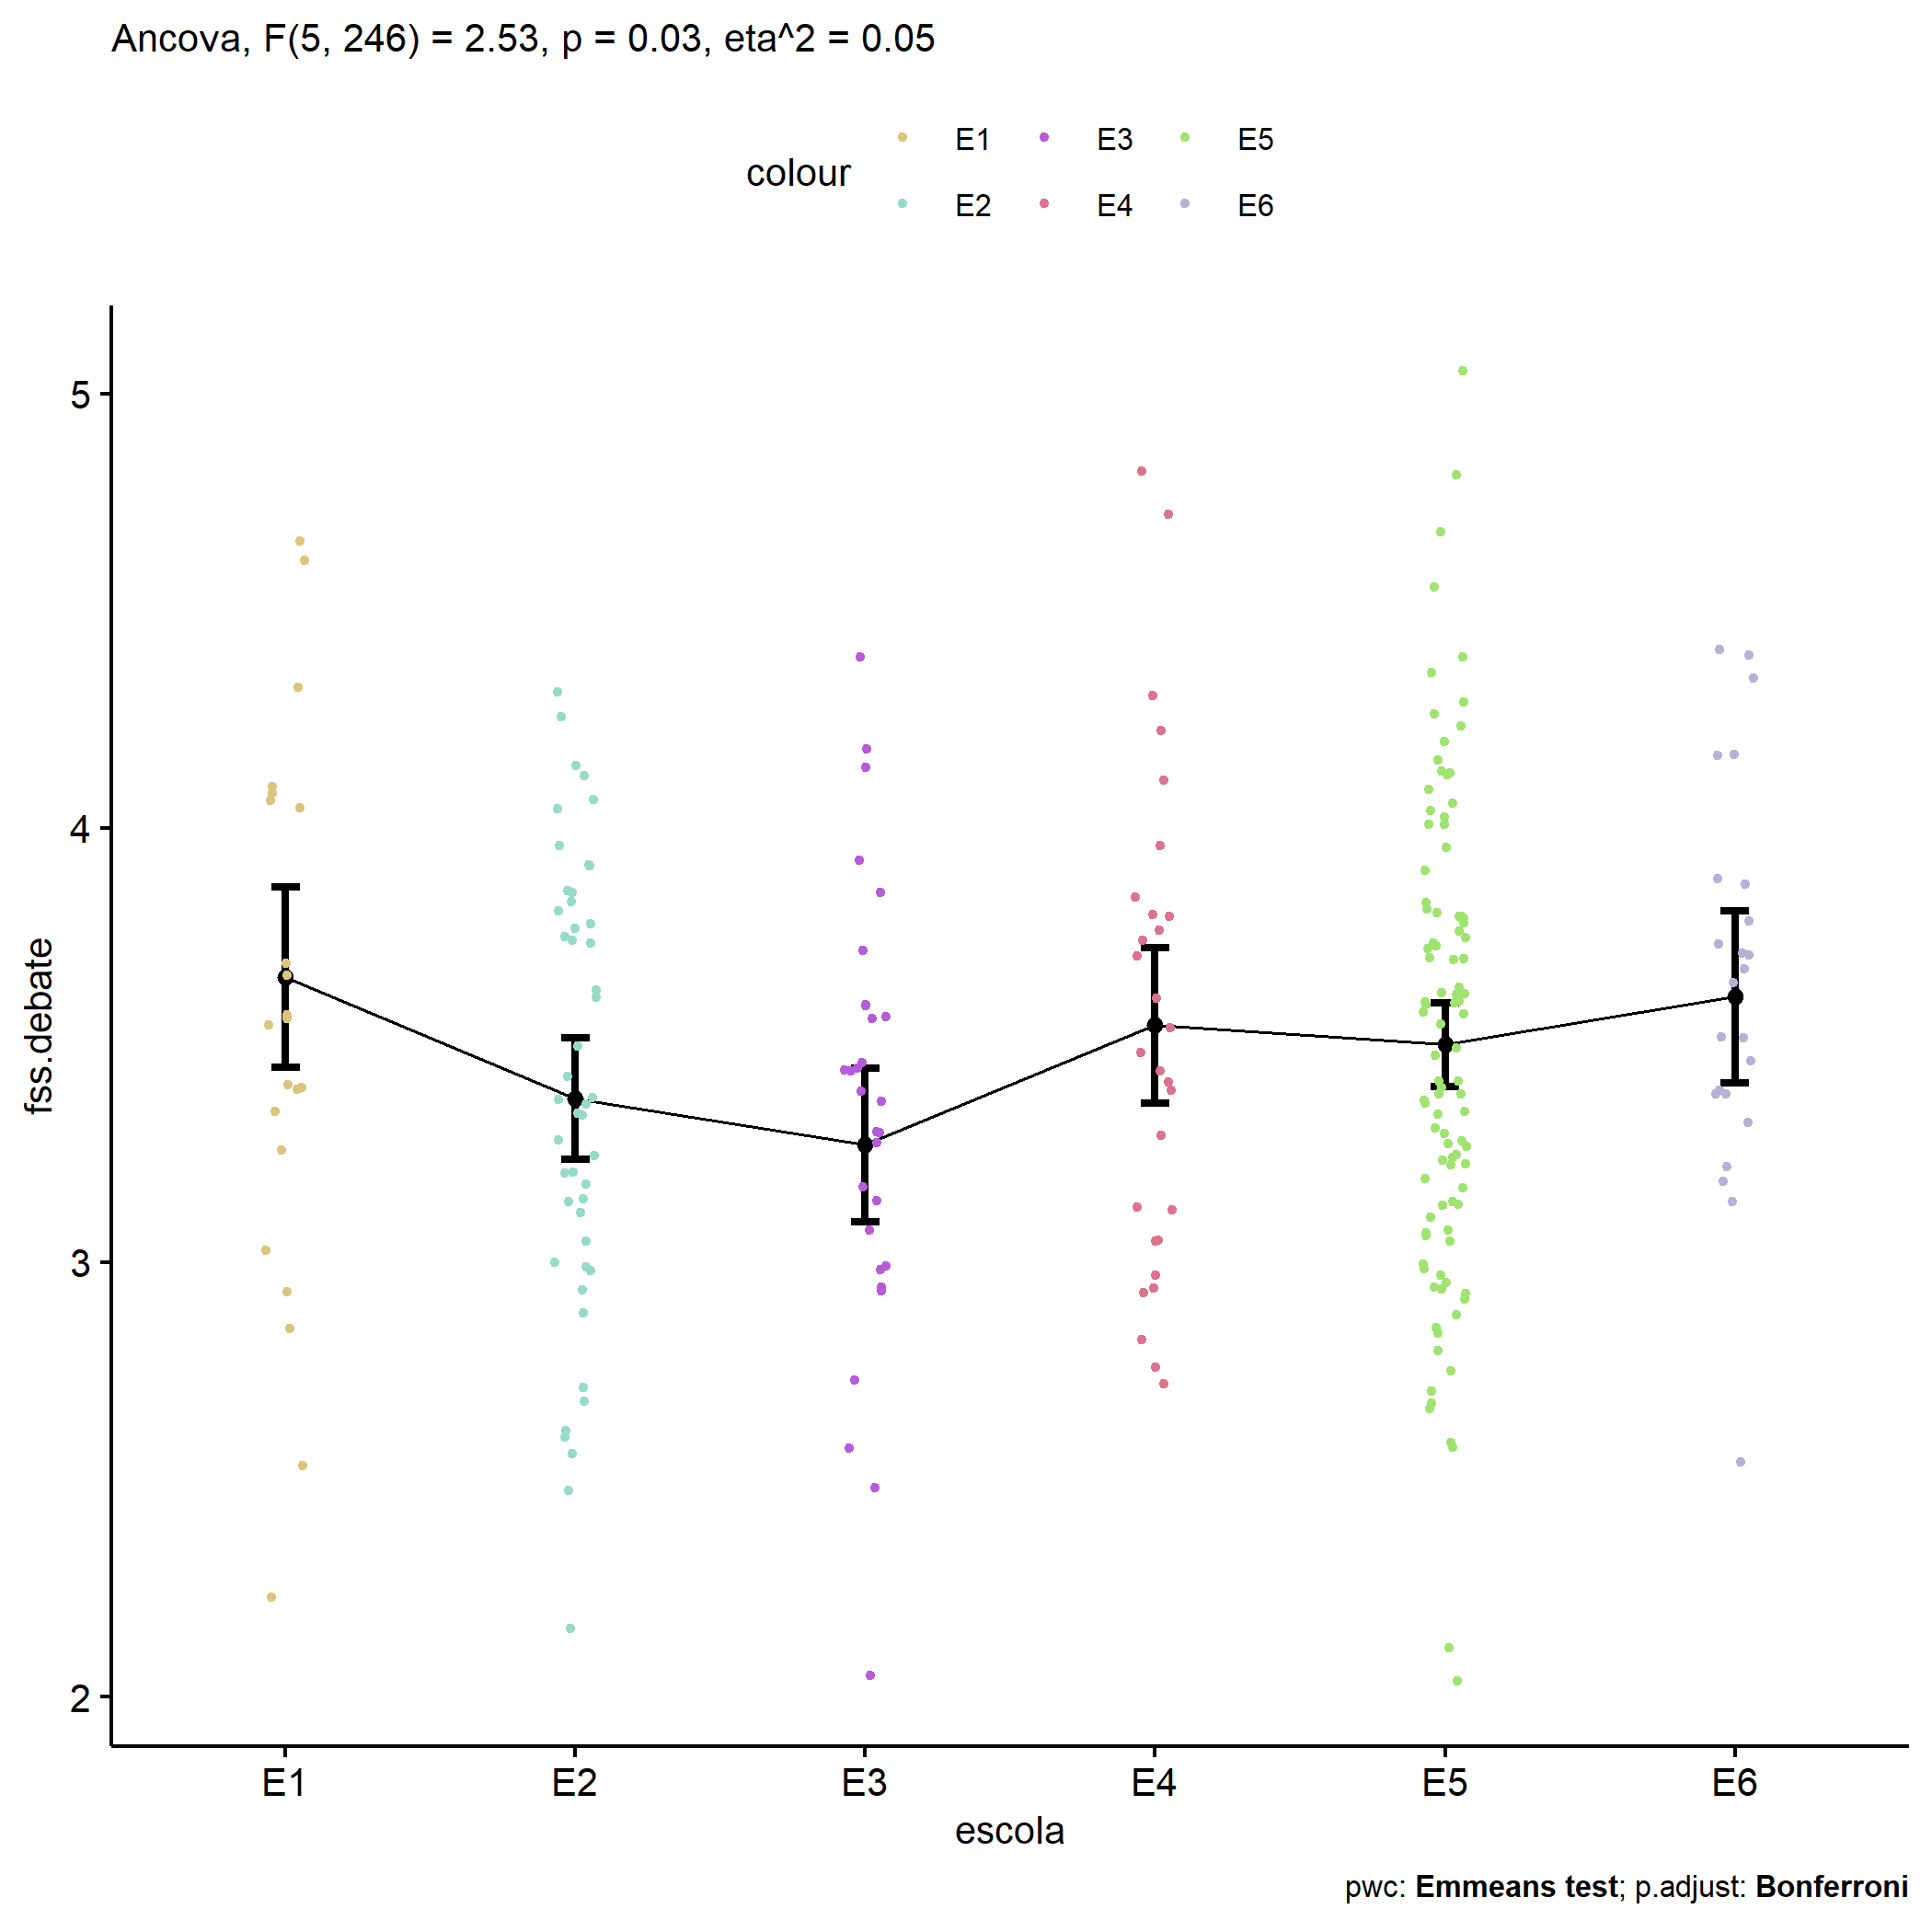 Ancova, F(5, 246) = 2.53, p = 0.03, eta^2 = 0.05
colour
E1 E3 E5
E2 E4 E6
fss.debate
5
4
3
2
E1 E2 E3 E4 E5 E6
escola
pwc: Emmeans test; p.adjust: Bonferroni